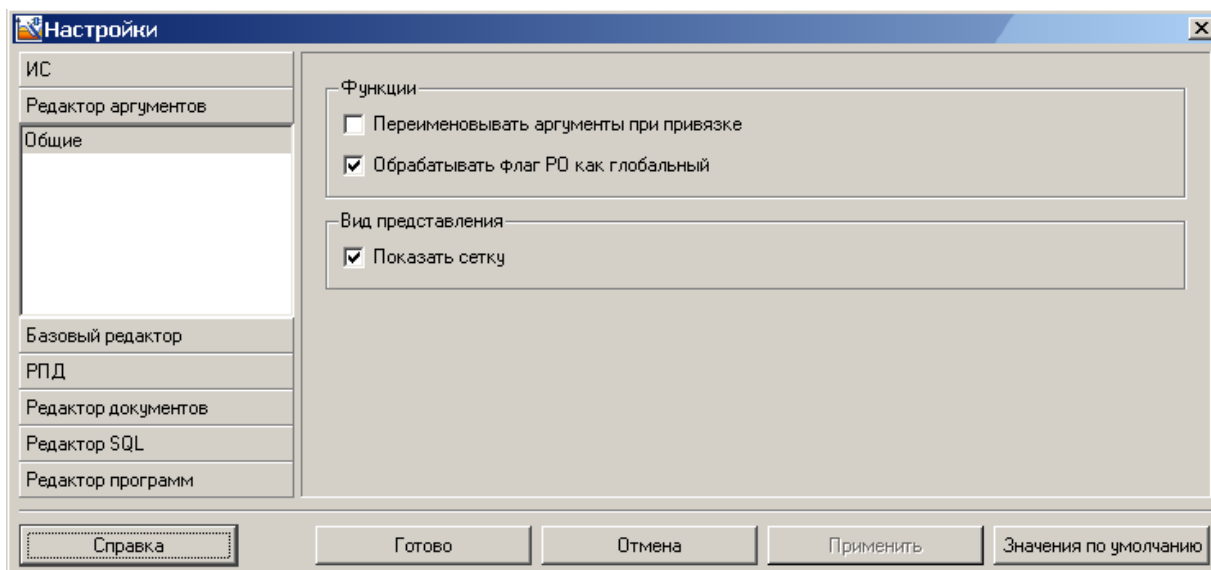 Настройки
ИС
Редактор аргументов
Общие
Базовый редактор
РПД
Редактор документов
Редактор SQL
Редактор программ
Функции
Переименовывать аргументы при привязке
Обрабатывать флаг РО как глобальный
Вид представления
Показать сетку
Справка
Готово
Отмена
Применить
Значения по умолчанию